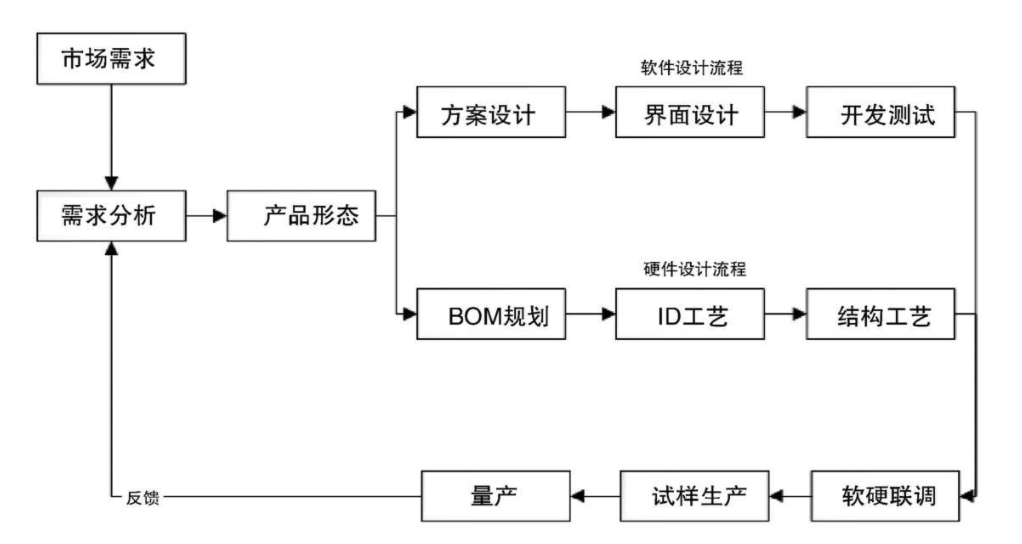 市场需求
软件设计流程
方案设计
界面设计
开发测试
需求分析
产品形态
硬件设计流程
BOM规划
ID工艺
结构工艺
反馈
量产
试样生产
软硬联调